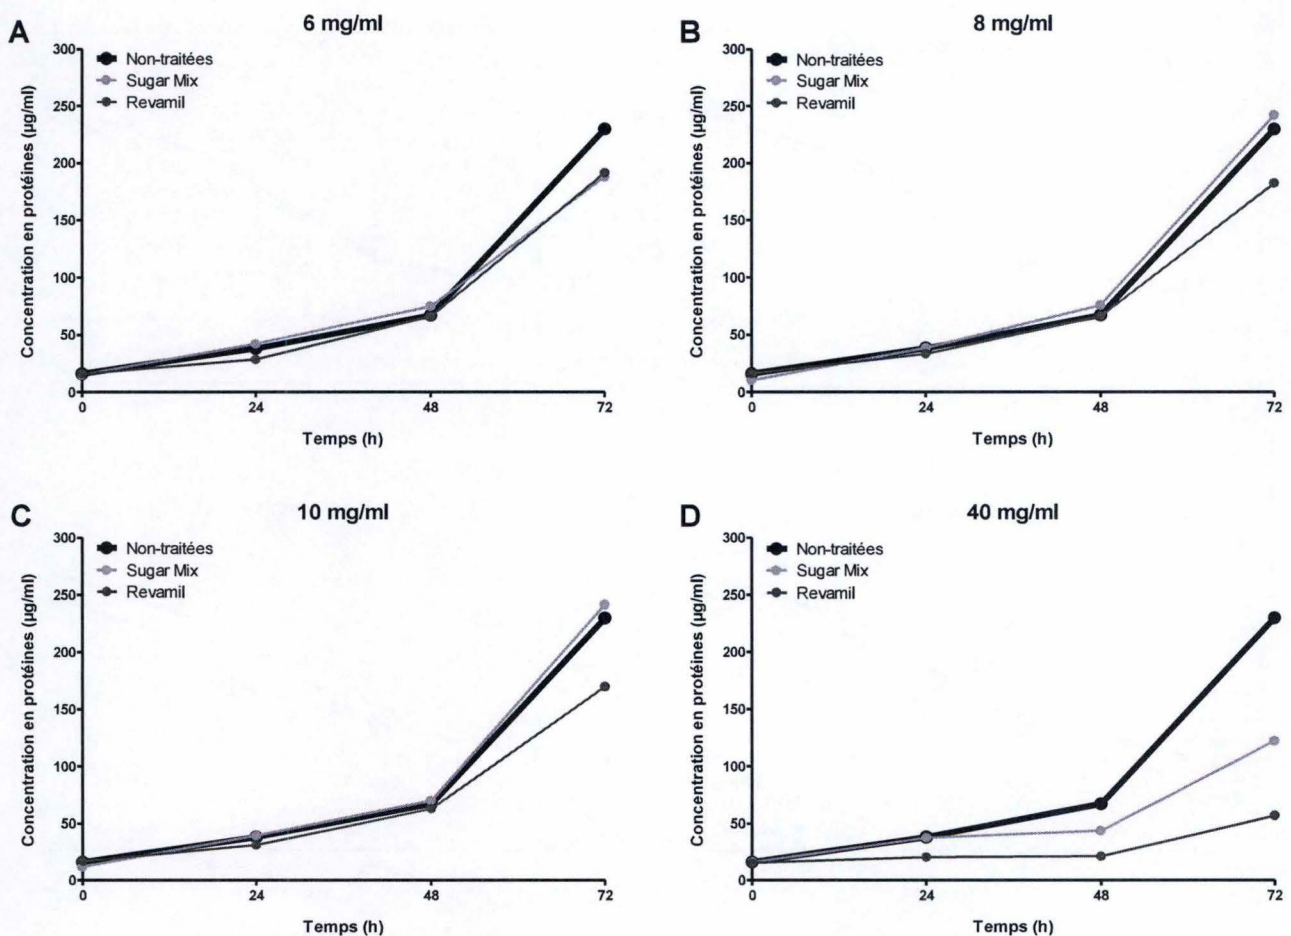 A
6 mg/ml
300
250
200
150
100
50
0
Concentration en protéines (µg/ml)
Non-traitées
Sugar Mix
Revamil
0 24 48 72
Temps (h)
B
8 mg/ml
300
250
200
150
100
50
0
Concentration en protéines (µg/ml)
Non-traitées
Sugar Mix
Revamil
0 24 48 72
Temps (h)
C
10 mg/ml
300
250
200
150
100
50
0
Concentration en protéines (µg/ml)
Non-traitées
Sugar Mix
Revamil
0 24 48 72
Temps (h)
D
40 mg/ml
300
250
200
150
100
50
0
Concentration en protéines (µg/ml)
Non-traitées
Sugar Mix
Revamil
0 24 48 72
Temps (h)